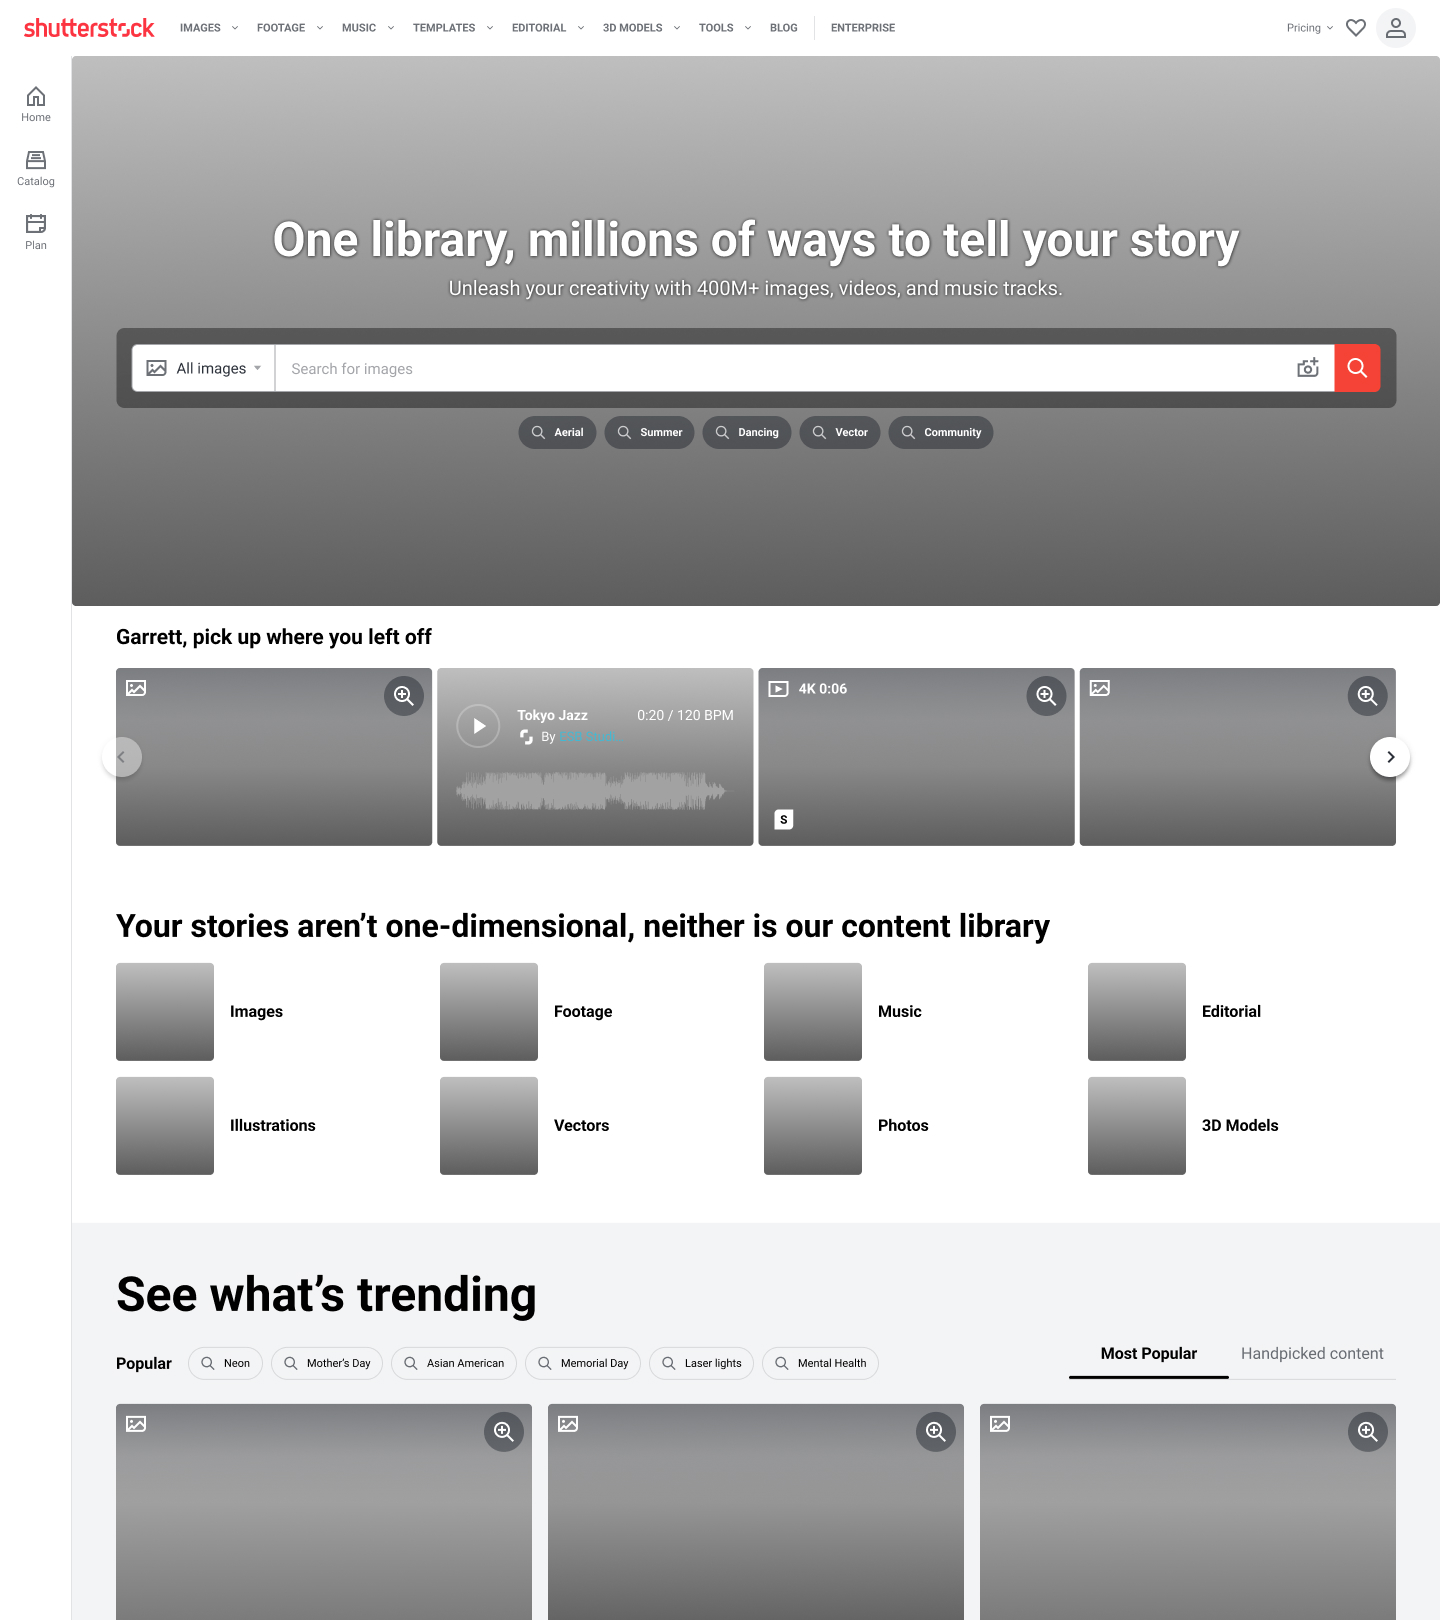 shutterstock
IMAGES FOOTAGE MUSIC TEMPLATES EDITORIAL 3D MODELS TOOLS BLOG ENTERPRISE
Pricing
Home
Catalog
Plan
One library, millions of ways to tell your story
Unleash your creativity with 400M+ images, videos, and music tracks.
All images
Search for images
Aerial Summer Dancing Vector Community
Garrett, pick up where you left off
Tokyo Jazz 0:20 / 120 BPM
By
4K 0:06
S
Your stories aren’t one-dimensional, neither is our content library
Images Footage Music Editorial
Illustrations Vectors Photos 3D Models
See what’s trending
Popular Neon Mother’s Day Asian American Memorial Day Laser lights Mental Health
Most Popular Handpicked content